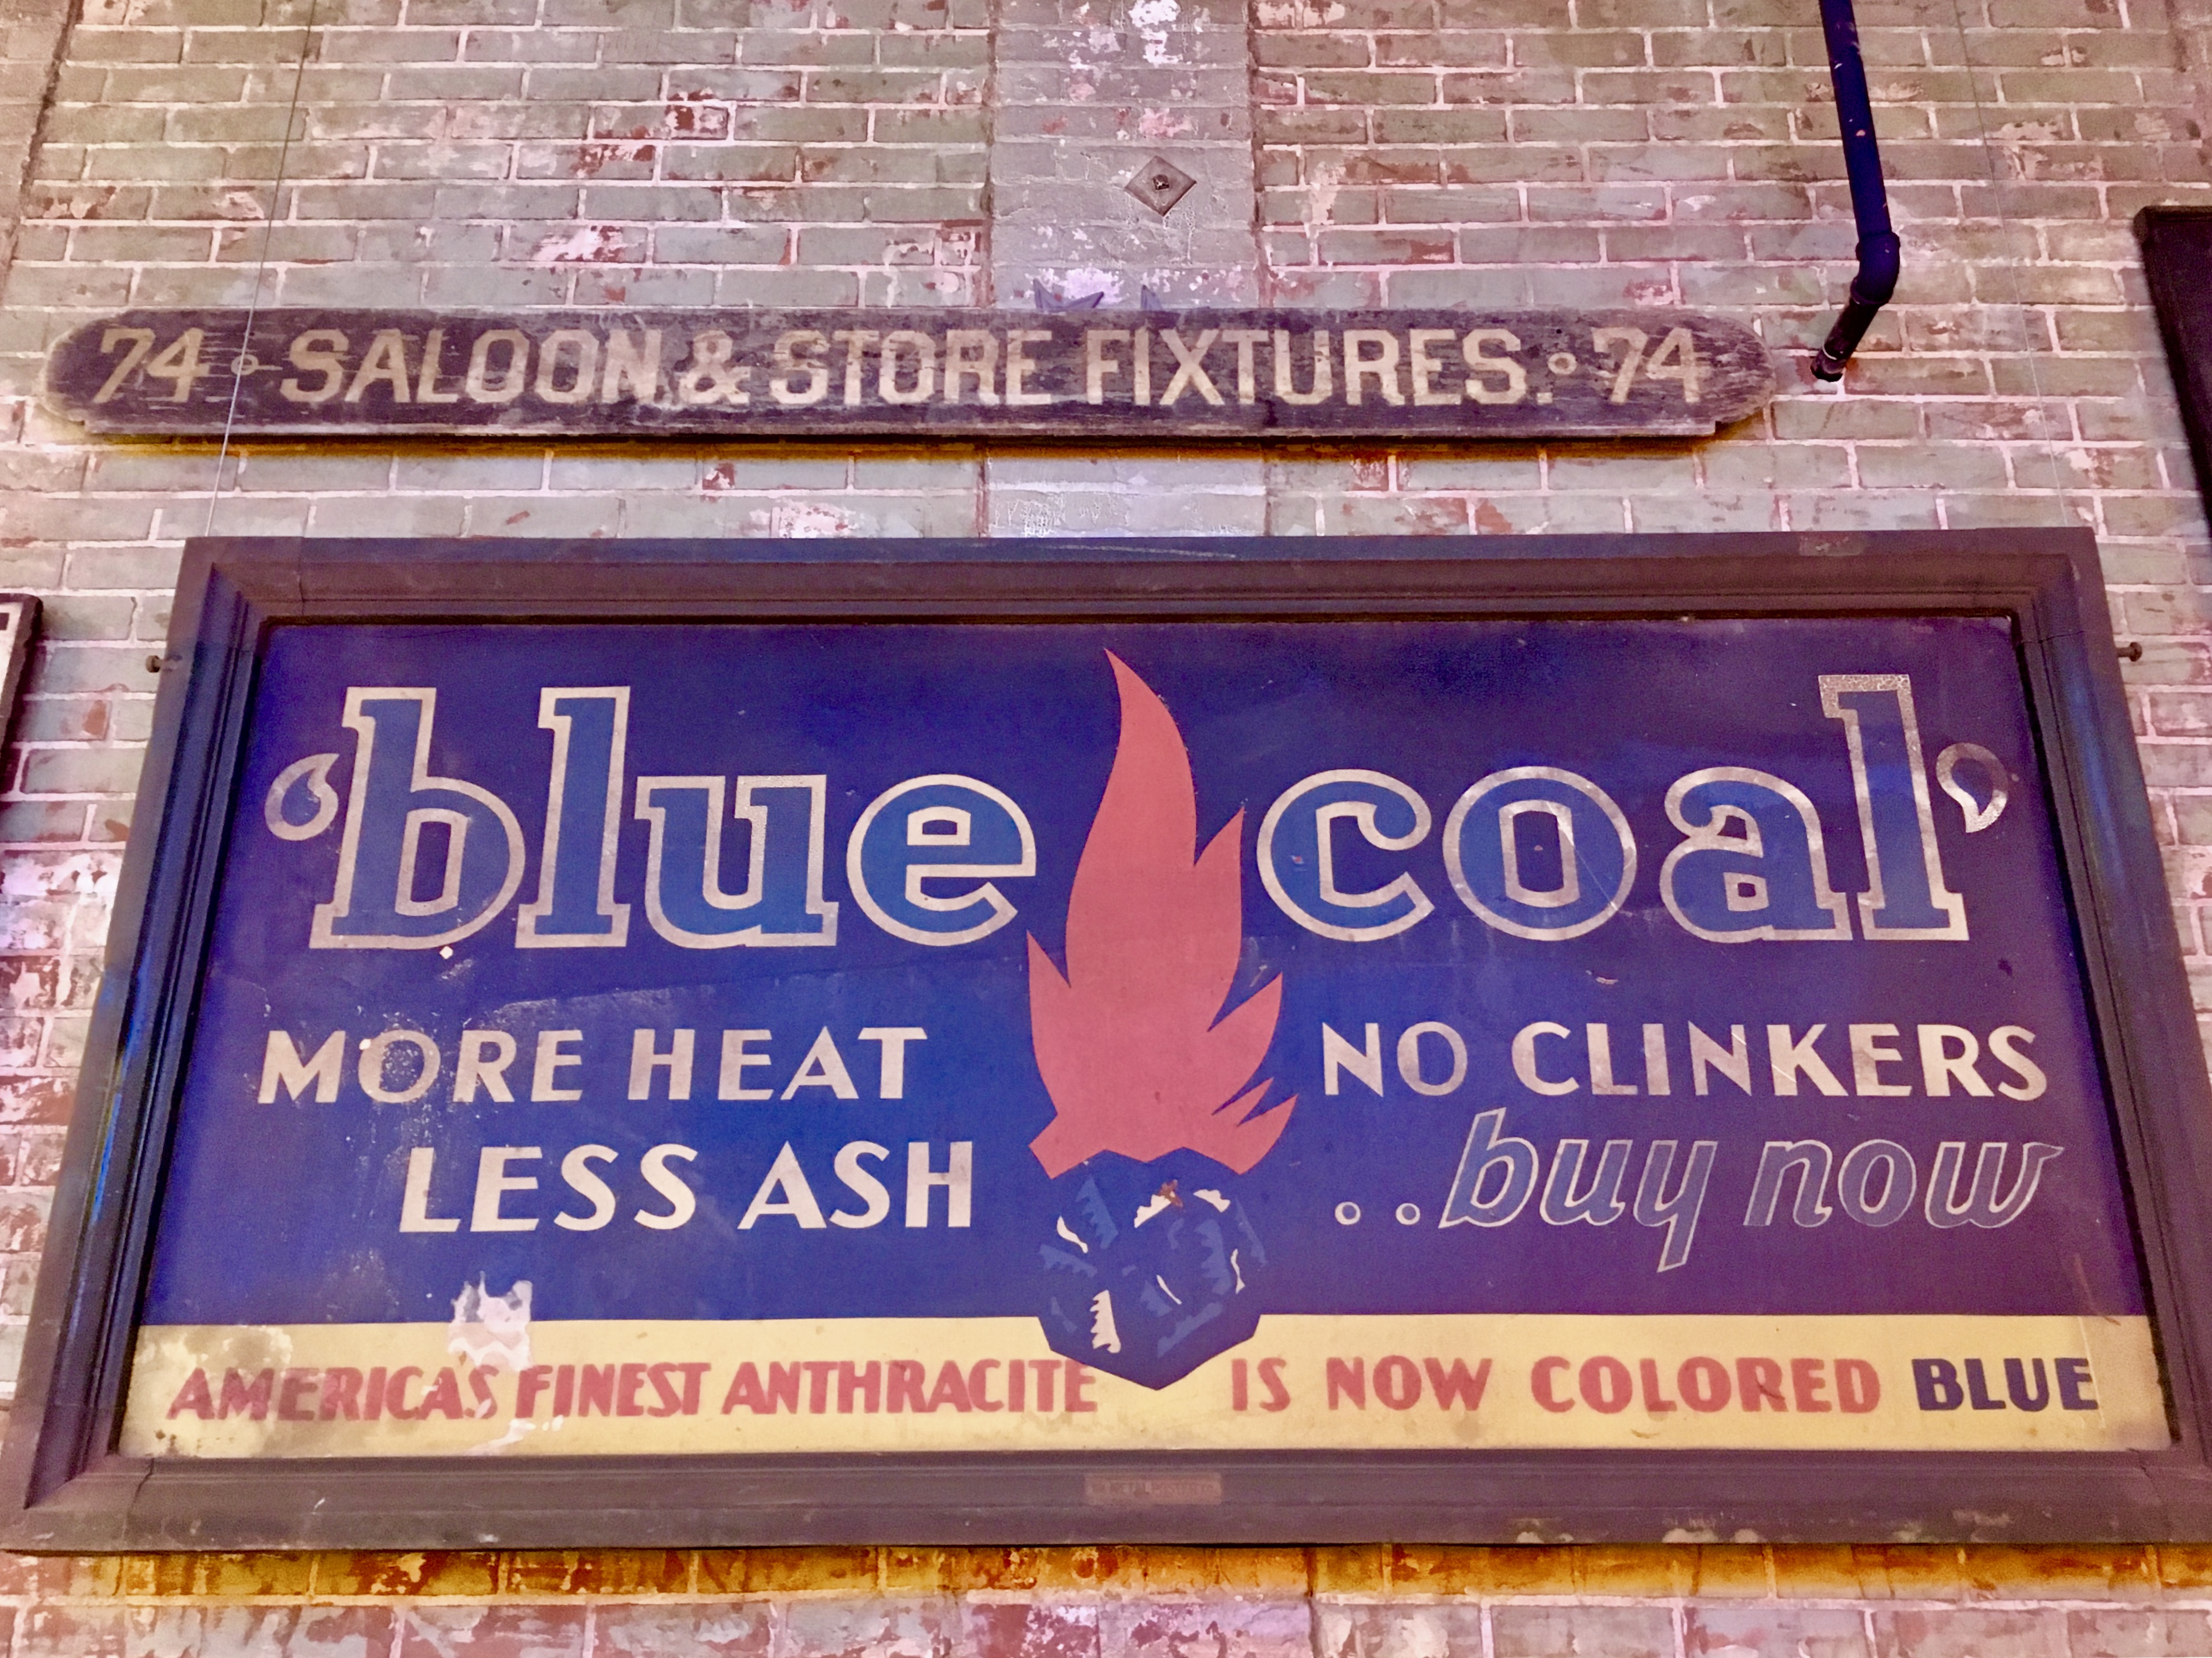 74 • SALOON & STORE FIXTURES. • 74
'blue coal'
MORE HEAT
LESS ASH
NO CLINKERS
..buy now
AMERICA'S FINEST ANTHRACITE IS NOW COLORED BLUE